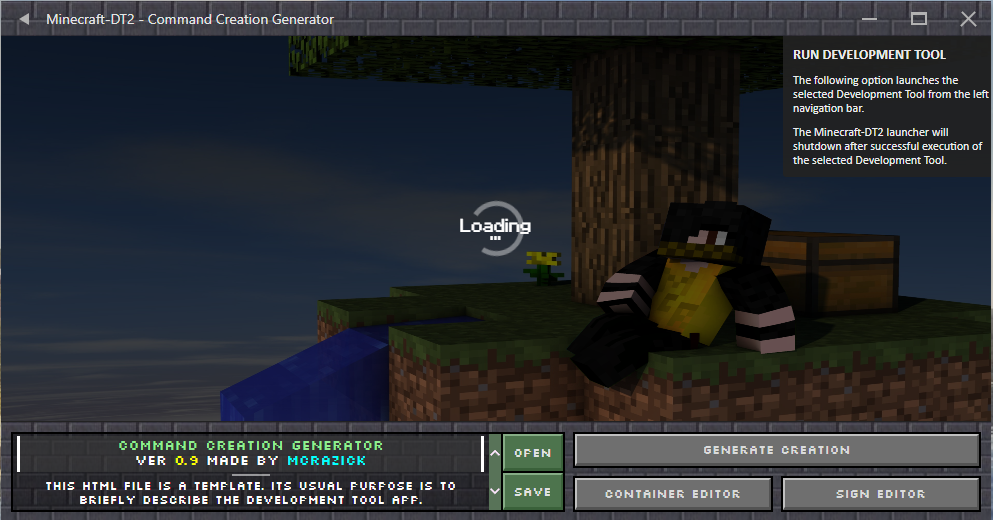 Minecraft-DT2 - Command Creation Generator
RUN DEVELOPMENT TOOL
The following option launches the
selected Development Tool from the left
navigation bar.
The Minecraft-DT2 launcher will
shutdown after successful execution of
the selected Development Tool.
Loading
...
COMMAND CREATION GENERATOR
VER 0.9 MADE BY MCRAZICK
THIS HTML FILE IS A TEMPLATE. ITS USUAL PURPOSE IS TO
BRIEFLY DESCRIBE THE DEVELOPMENT TOOL APP.
OPEN
SAVE
GENERATE CREATION
CONTAINER EDITOR
SIGN EDITOR